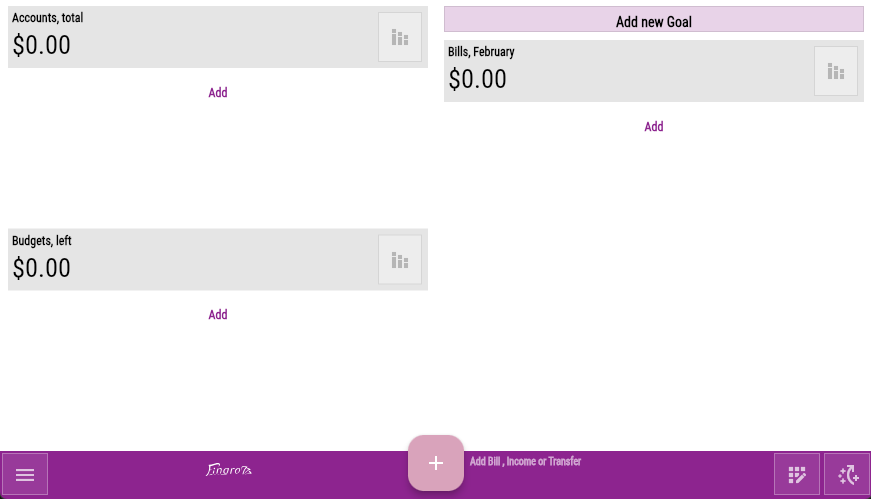 Accounts, total
$0.00
Add
Add new Goal
Bills, February
$0.00
Add
Budgets, left
$0.00
Add
Add Bill , Income or Transfer